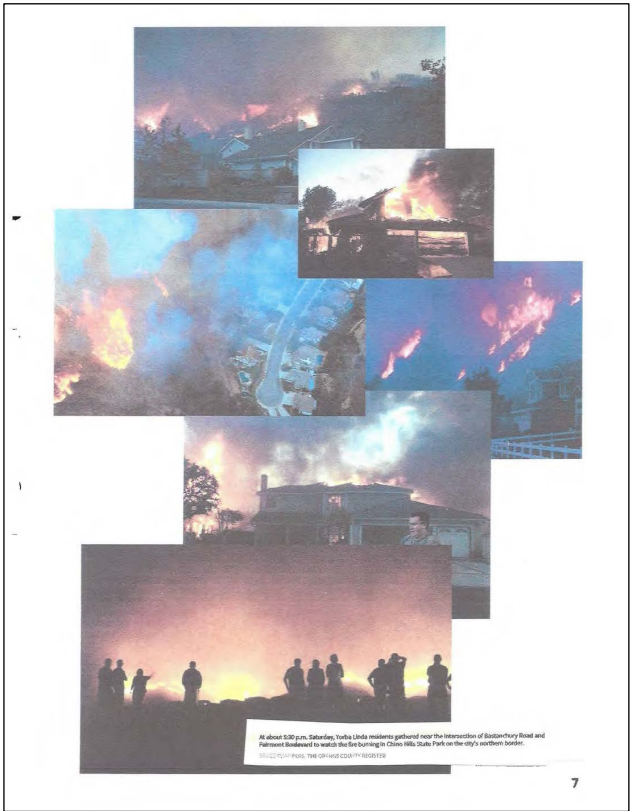 At about 5:30 p.m. Saturday, Yorba Linda residents gathered near the intersection of Bastanchury Road and
Fairmont Boulevard to watch the fire burning in Chino Hills State Park on the city's northern border.
THE ORANGE COUNTY REGISTER
7